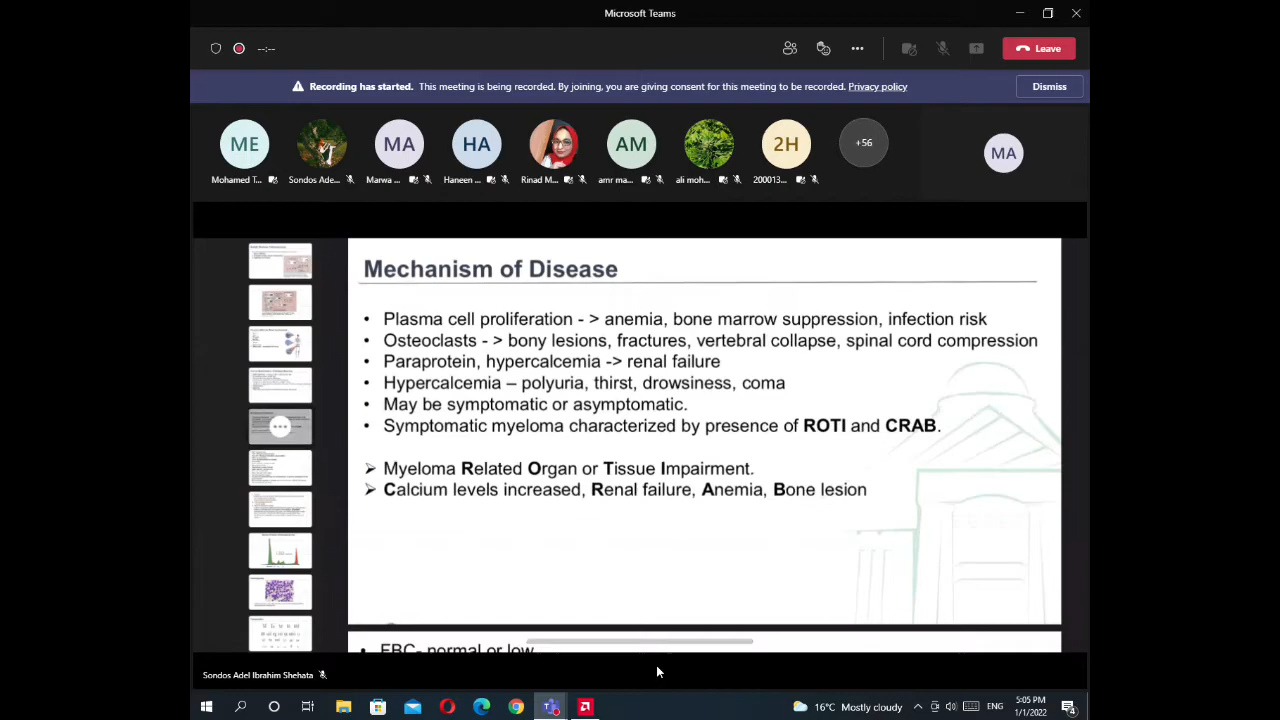 Microsoft Teams
--:--
Leave
Recording has started. This meeting is being recorded. By joining, you are giving consent for this meeting to be recorded. Privacy policy
Dismiss
ME
MA
HA
AM
2H
+56
MA
Mohamed T...
Sondos Ade...
Marwa ...
Haneen ...
Rinad M...
amr ma...
ali moh...
200013...
Mechanism of Disease
• Plasma cell proliferation - > anemia, bone marrow suppression, infection risk
• Osteoclasts - > bony lesions, fractures, vertebral collapse, spinal cord compression
• Paraprotein, hypercalcemia -> renal failure
• Hypercalcemia – polyuria, thirst, drowsiness, coma
• May be symptomatic or asymptomatic.
• Symptomatic myeloma characterized by presence of ROTI and CRAB.
➢ Myeloma Related Organ or Tissue Impairment.
➢ Calcium levels increased, Renal failure Anemia, Bone lesion
• FBC- normal or low
Sondos Adel Ibrahim Shehata
16°C Mostly cloudy
ENG
5:05 PM
1/1/2022
4